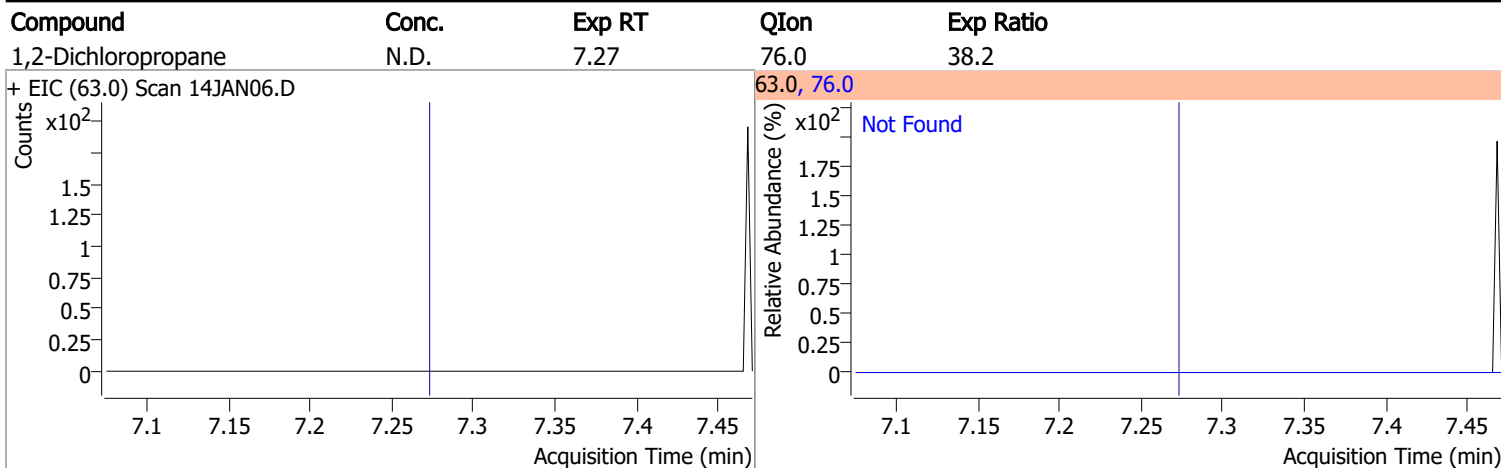 Compound Conc. Exp RT QIon Exp Ratio
1,2-Dichloropropane N.D. 7.27 76.0 38.2
+ EIC (63.0) Scan 14JAN06.D
Counts
x10²
1.5
1.25
1
0.75
0.5
0.25
0
7.1 7.15 7.2 7.25 7.3 7.35 7.4 7.45
Acquisition Time (min)
63.0, 76.0
Relative Abundance (%)
x10²
Not Found
1.75
1.5
1.25
1
0.75
0.5
0.25
0
7.1 7.15 7.2 7.25 7.3 7.35 7.4 7.45
Acquisition Time (min)